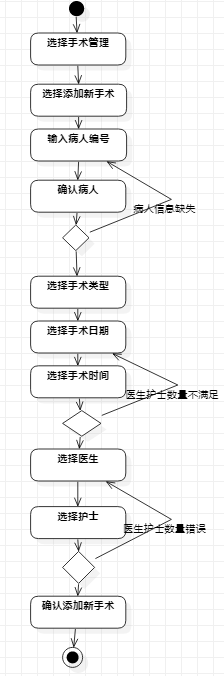 选择手术管理
选择添加新手术
输入病人编号
确认病人
病人信息缺失
选择手术类型
选择手术日期
选择手术时间
医生护士数量不满足
选择医生
选择护士
医生护士数量错误
确认添加新手术